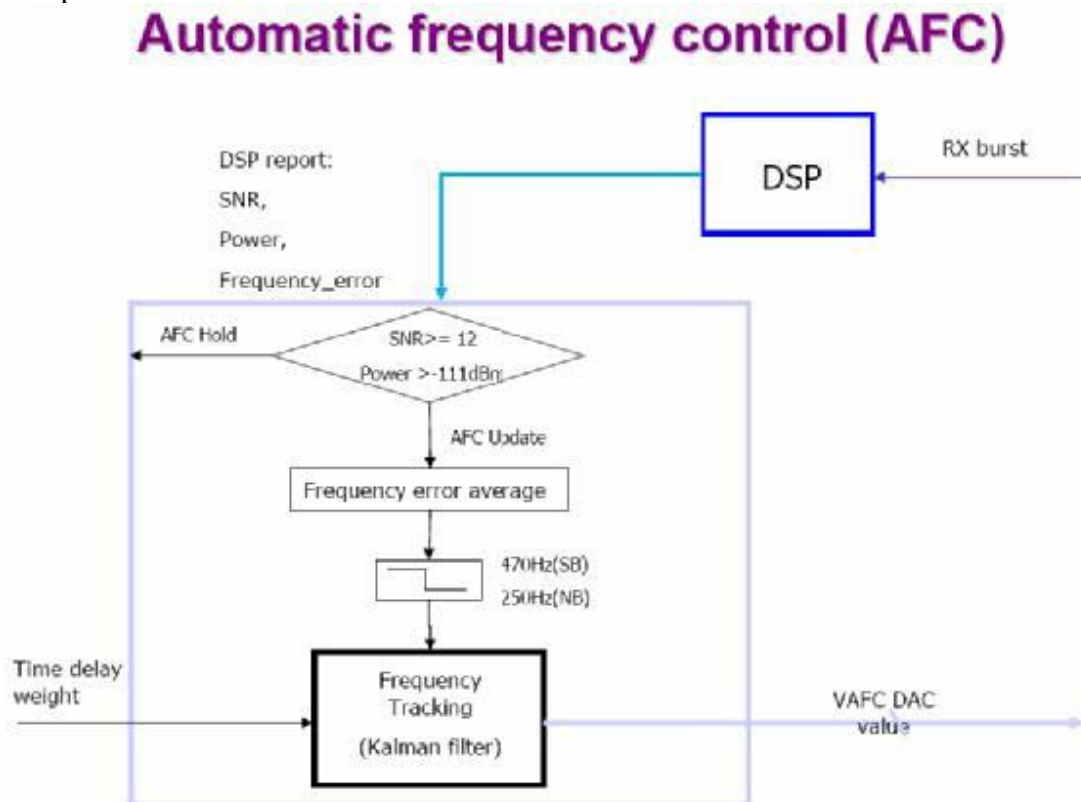 Automatic frequency control (AFC)
DSP report:
SNR,
Power,
Frequency_error
DSP
RX burst
AFC Hold
SNR>= 12
Power >-111dBm
AFC Update
Frequency error average
470Hz(SB)
250Hz(NB)
Time delay
weight
Frequency
Tracking
(Kalman filter)
VAFC DAC
value